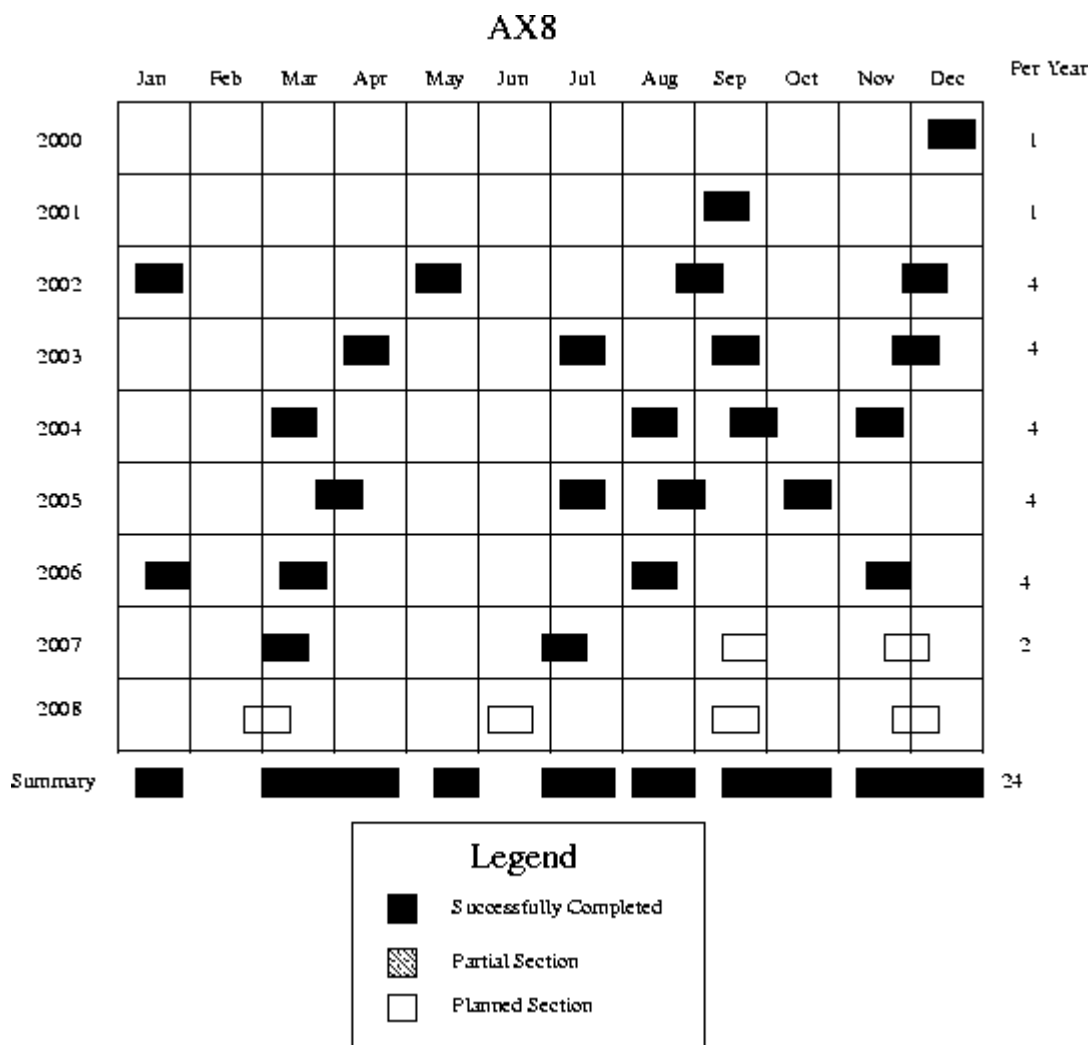 AX8
Jan Feb Mar Apr May Jun Jul Aug Sep Oct Nov Dec Per Year
2000 1
2001 1
2002 4
2003 4
2004 4
2005 4
2006 4
2007 2
2008
Summary 24
Legend
Successfully Completed
Partial Section
Planned Section